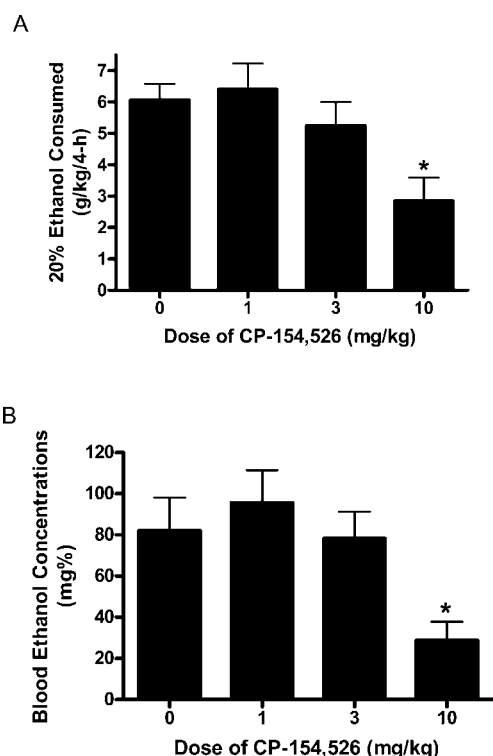 A
20% Ethanol Consumed
(g/kg/4-h)
7
6
5
4
3
2
1
0
*
0 1 3 10
Dose of CP-154,526 (mg/kg)
B
Blood Ethanol Concentrations
(mg%)
120
100
80
60
40
20
0
*
0 1 3 10
Dose of CP-154,526 (mg/kg)